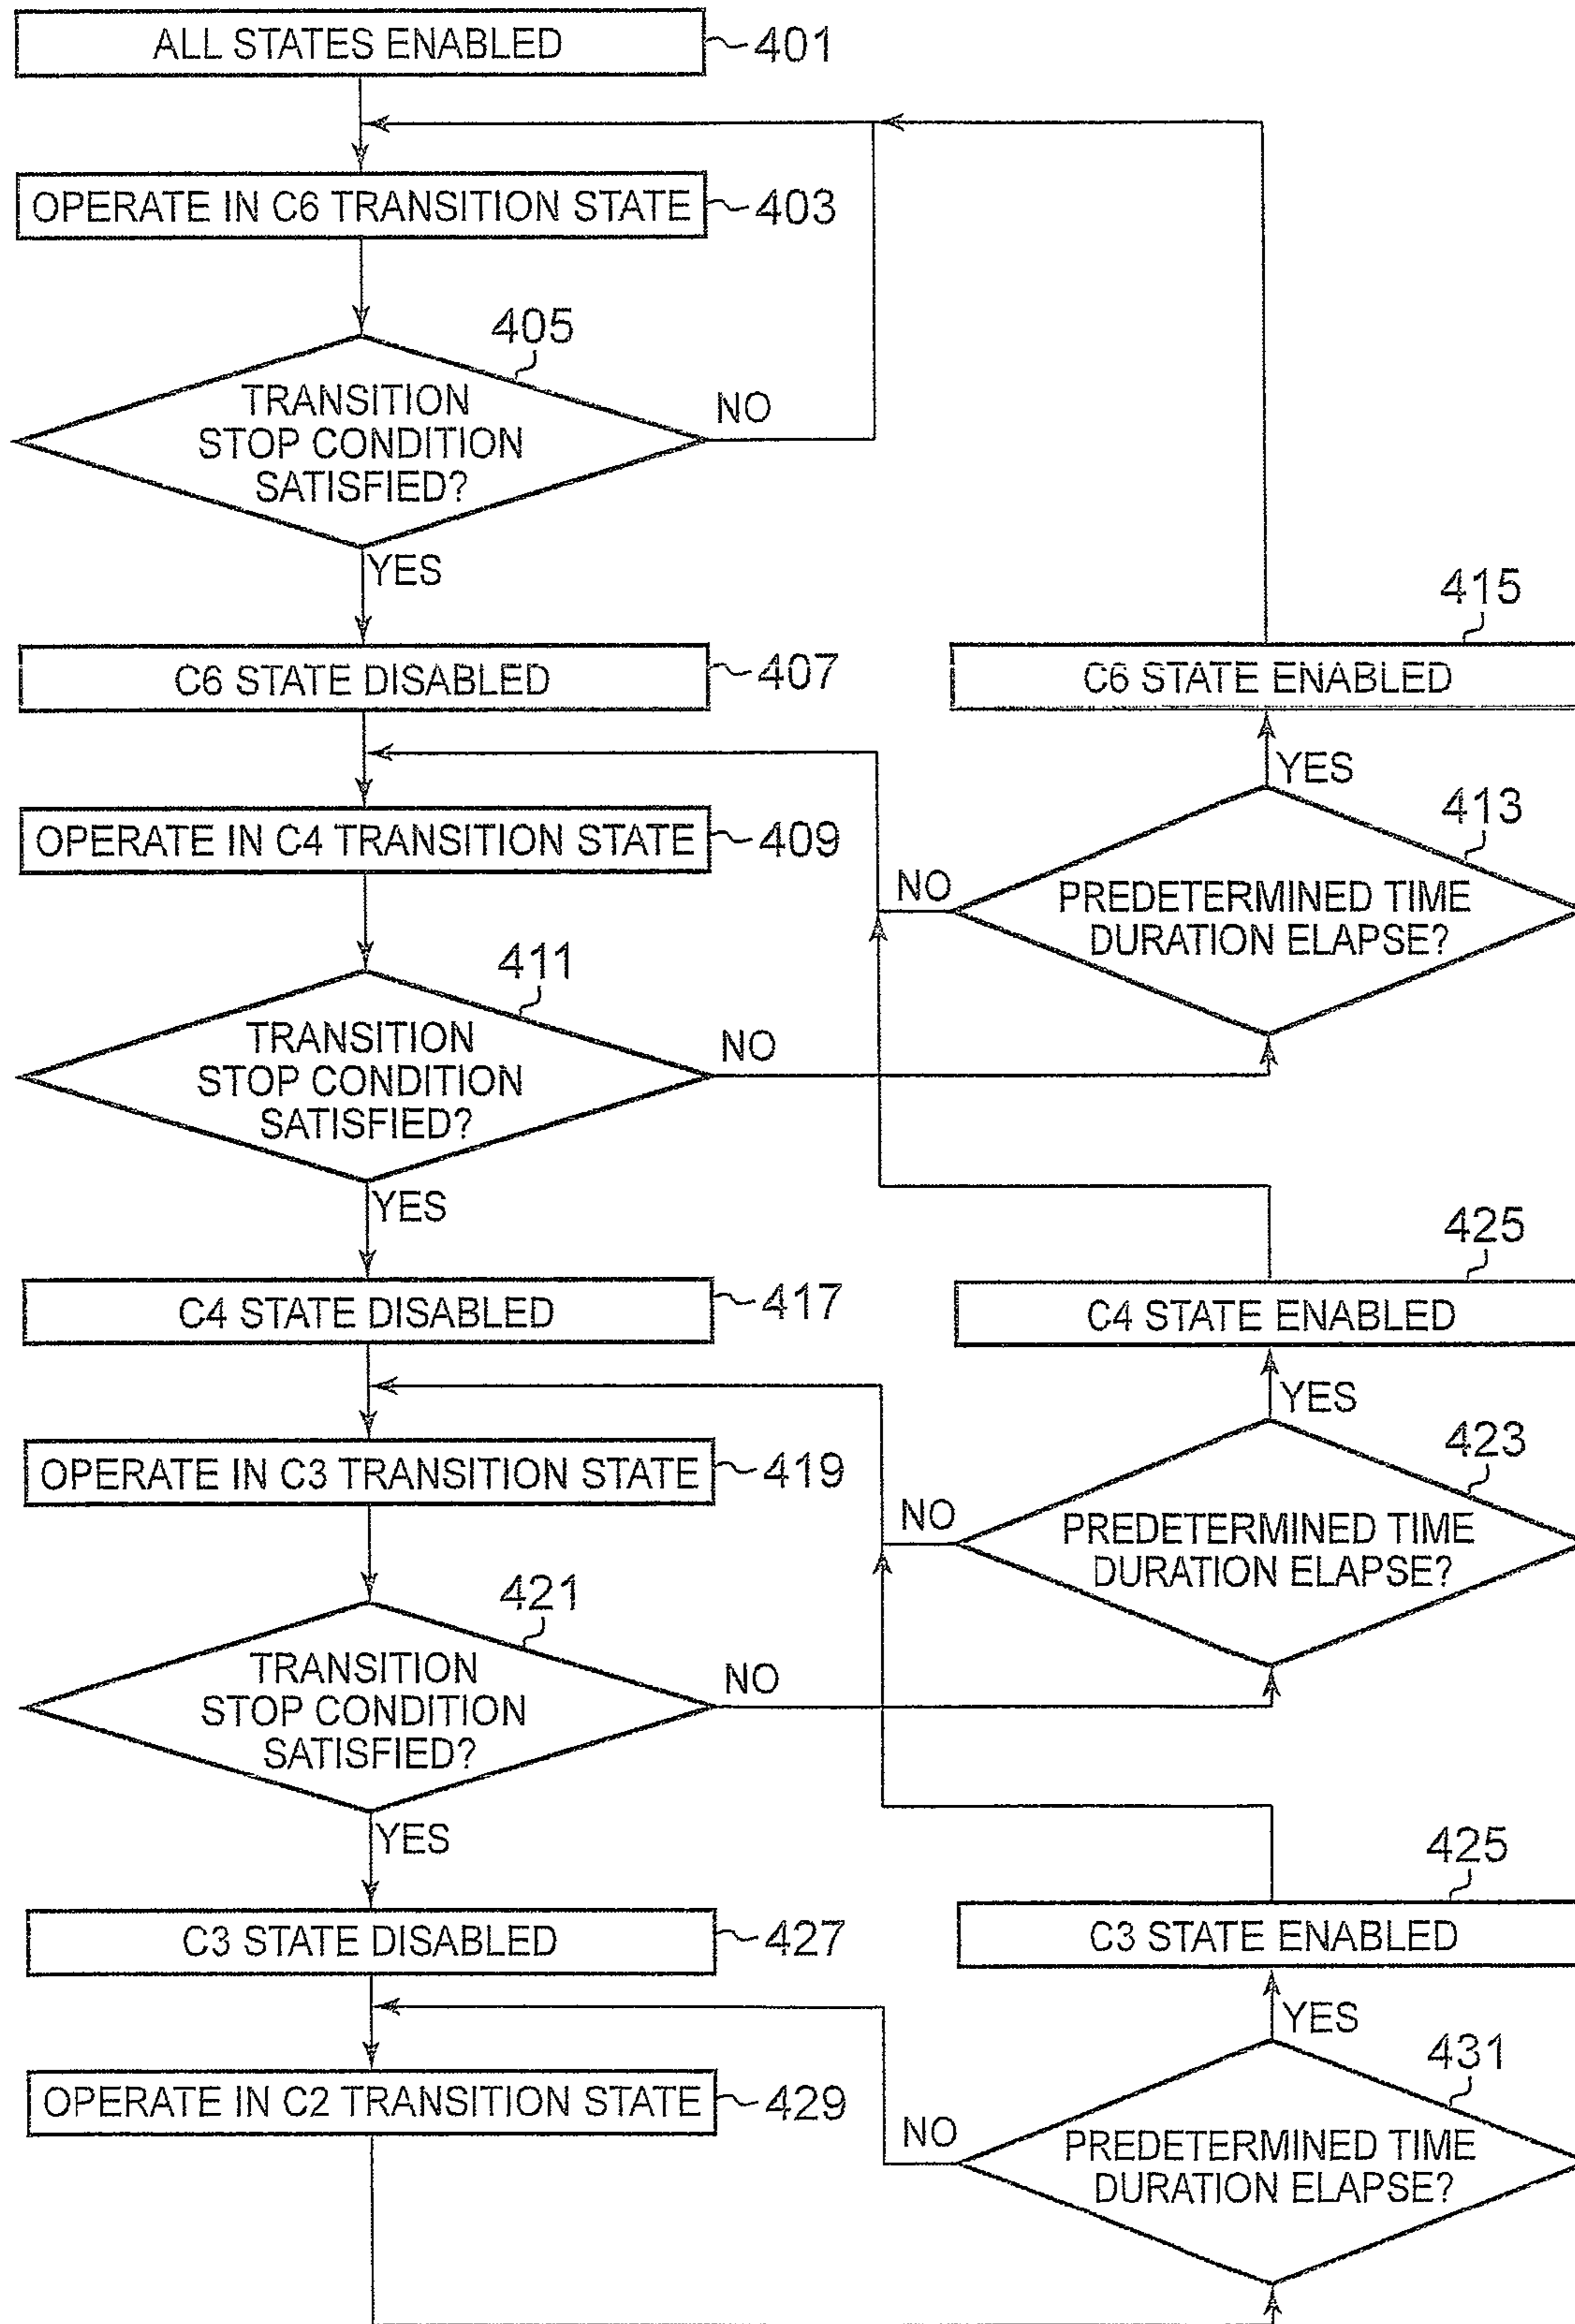 ALL STATES ENABLED
401
OPERATE IN C6 TRANSITION STATE
403
405
TRANSITION
STOP CONDITION
SATISFIED?
NO
YES
C6 STATE DISABLED
407
415
C6 STATE ENABLED
YES
413
OPERATE IN C4 TRANSITION STATE
409
NO
PREDETERMINED TIME
DURATION ELAPSE?
411
TRANSITION
STOP CONDITION
SATISFIED?
NO
YES
C4 STATE DISABLED
417
425
C4 STATE ENABLED
YES
423
OPERATE IN C3 TRANSITION STATE
419
NO
PREDETERMINED TIME
DURATION ELAPSE?
421
TRANSITION
STOP CONDITION
SATISFIED?
NO
YES
C3 STATE DISABLED
427
425
C3 STATE ENABLED
YES
431
OPERATE IN C2 TRANSITION STATE
429
NO
PREDETERMINED TIME
DURATION ELAPSE?